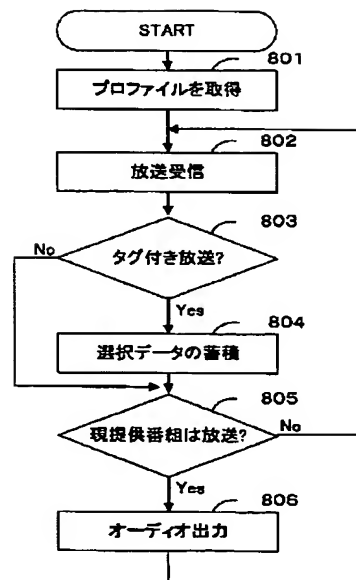 START
801
プロファイルを取得
802
放送受信
803
タグ付き放送?
No
Yes
804
選択データの蓄積
805
現提供番組は放送?
No
Yes
806
オーディオ出力